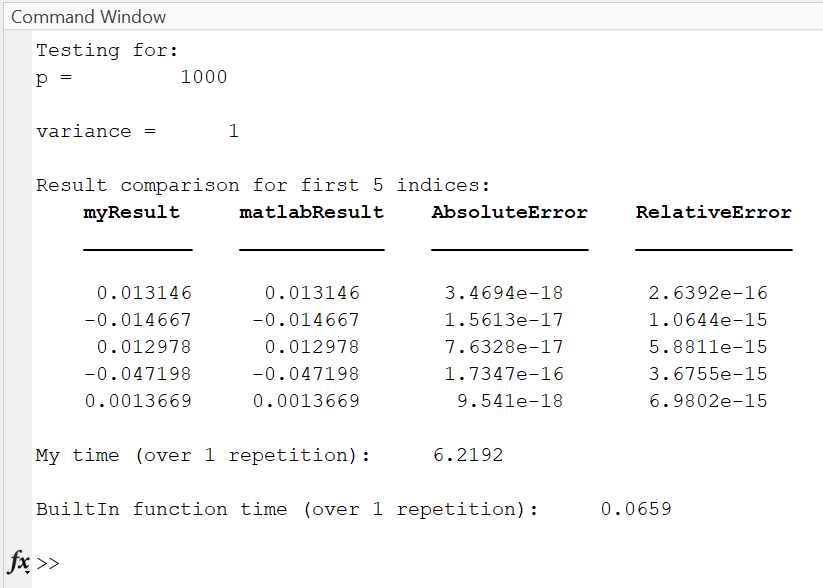 Command Window
Testing for:
p =         1000
variance =      1
Result comparison for first 5 indices:
myResult    matlabResult    AbsoluteError    RelativeError
0.013146    0.013146    3.4694e-18    2.6392e-16
-0.014667    -0.014667    1.5613e-17    1.0644e-15
0.012978    0.012978    7.6328e-17    5.8811e-15
-0.047198    -0.047198    1.7347e-16    3.6755e-15
0.0013669    0.0013669    9.541e-18    6.9802e-15
My time (over 1 repetition):     6.2192
BuiltIn function time (over 1 repetition):     0.0659
fx >>